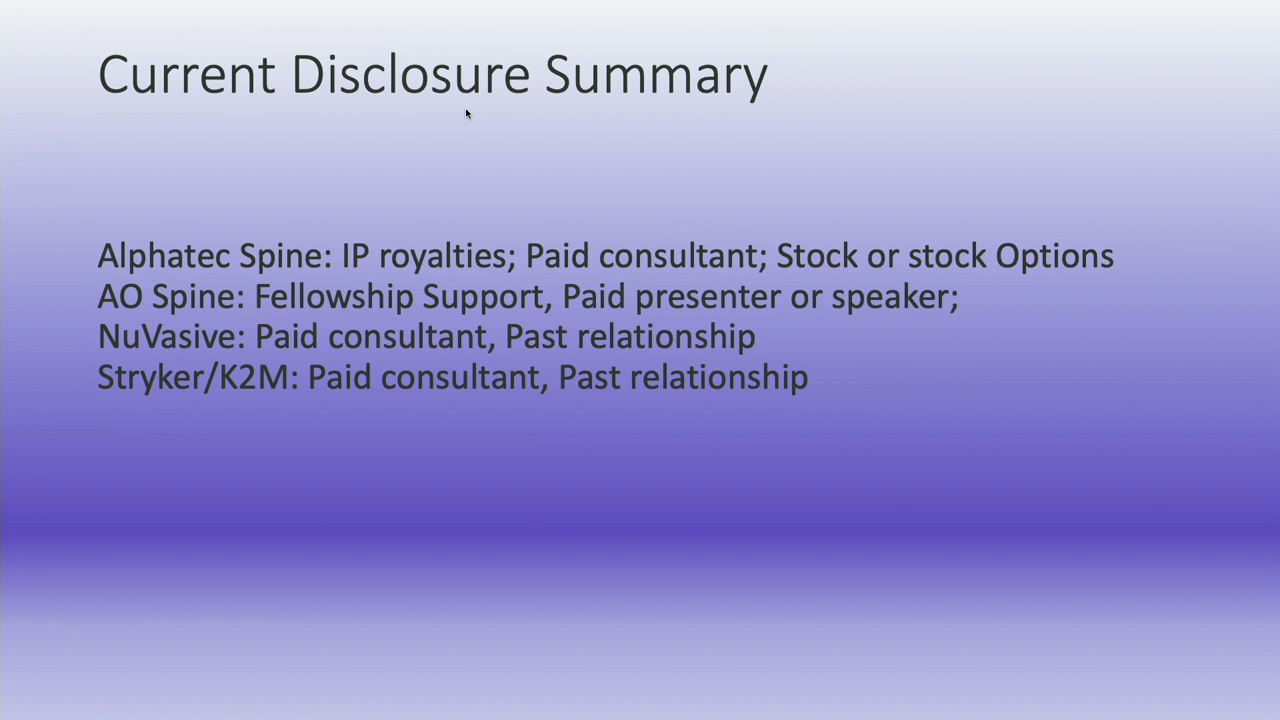 Current Disclosure Summary
Alphatec Spine: IP royalties; Paid consultant; Stock or stock Options
AO Spine: Fellowship Support, Paid presenter or speaker;
NuVasive: Paid consultant, Past relationship
Stryker/K2M: Paid consultant, Past relationship